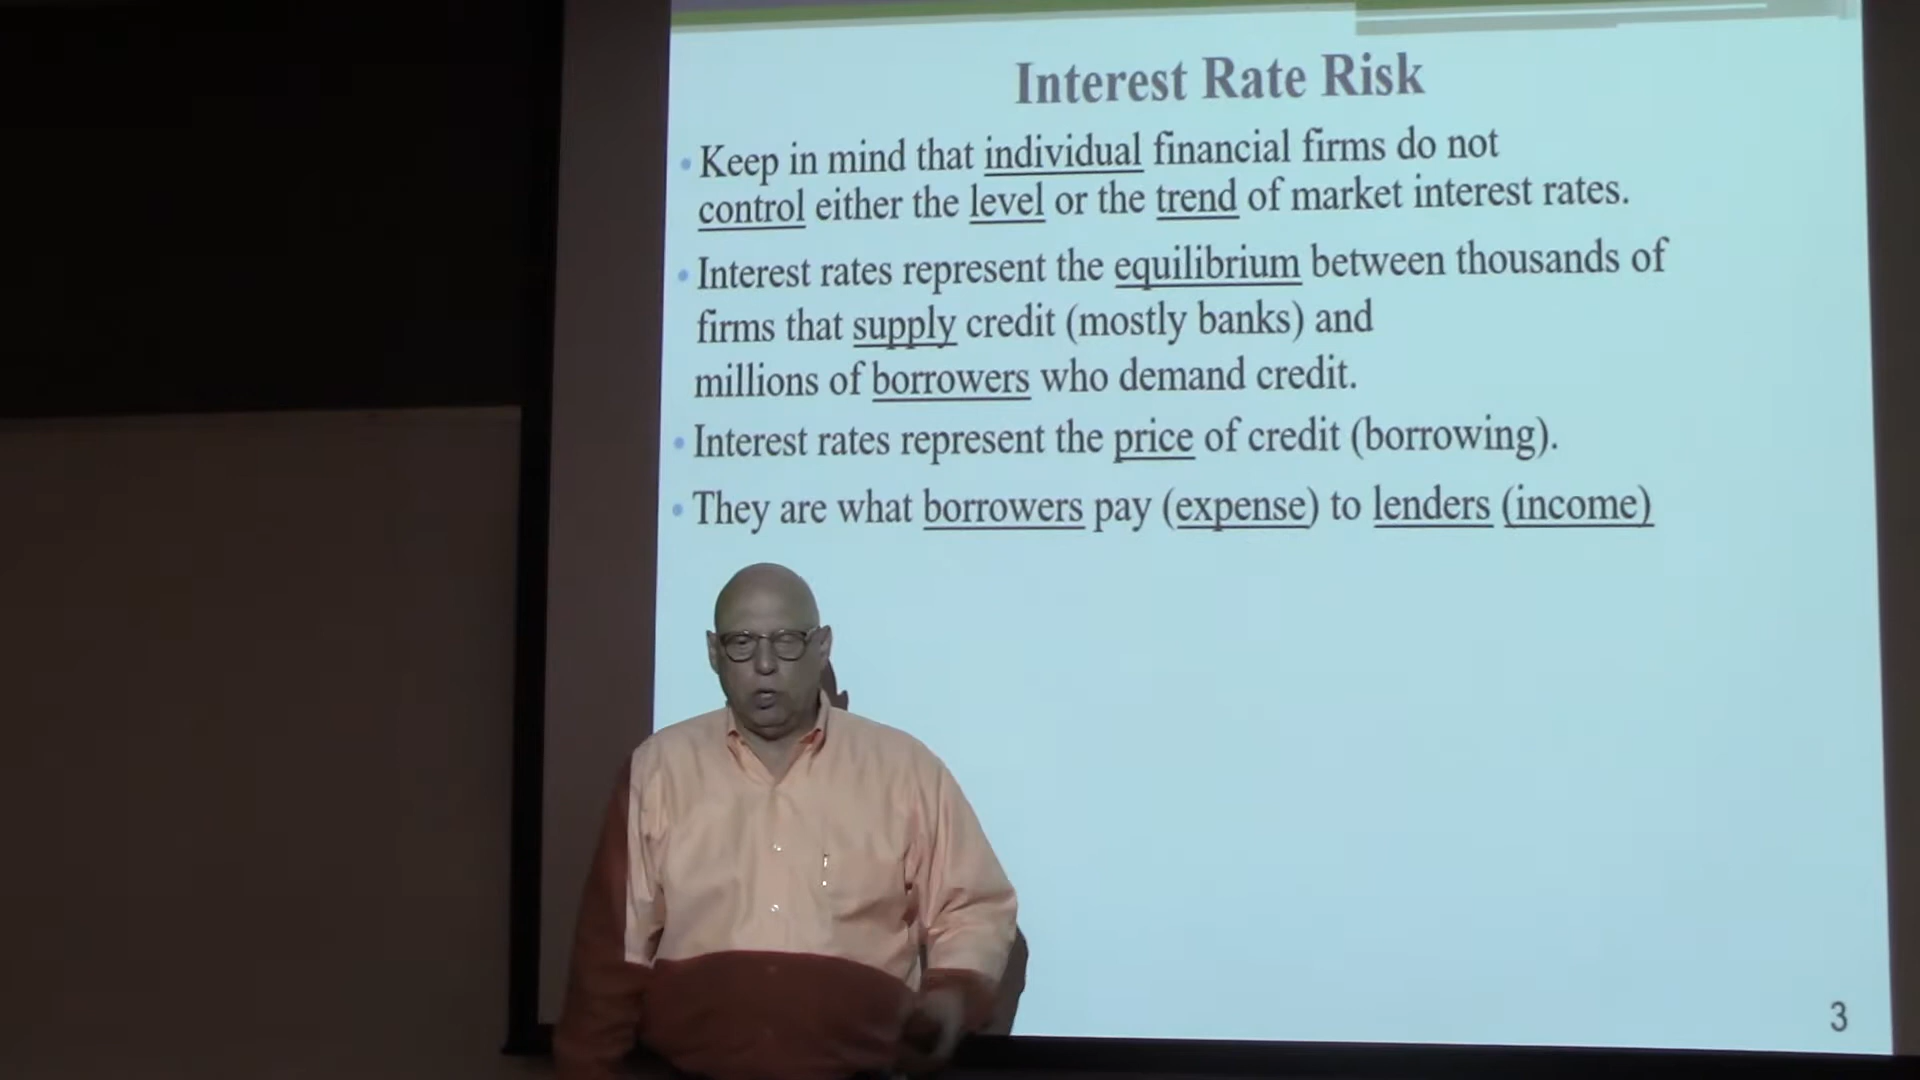 Interest Rate Risk
• Keep in mind that individual financial firms do not
control either the level or the trend of market interest rates.
• Interest rates represent the equilibrium between thousands of
firms that supply credit (mostly banks) and
millions of borrowers who demand credit.
• Interest rates represent the price of credit (borrowing).
• They are what borrowers pay (expense) to lenders (income)
3